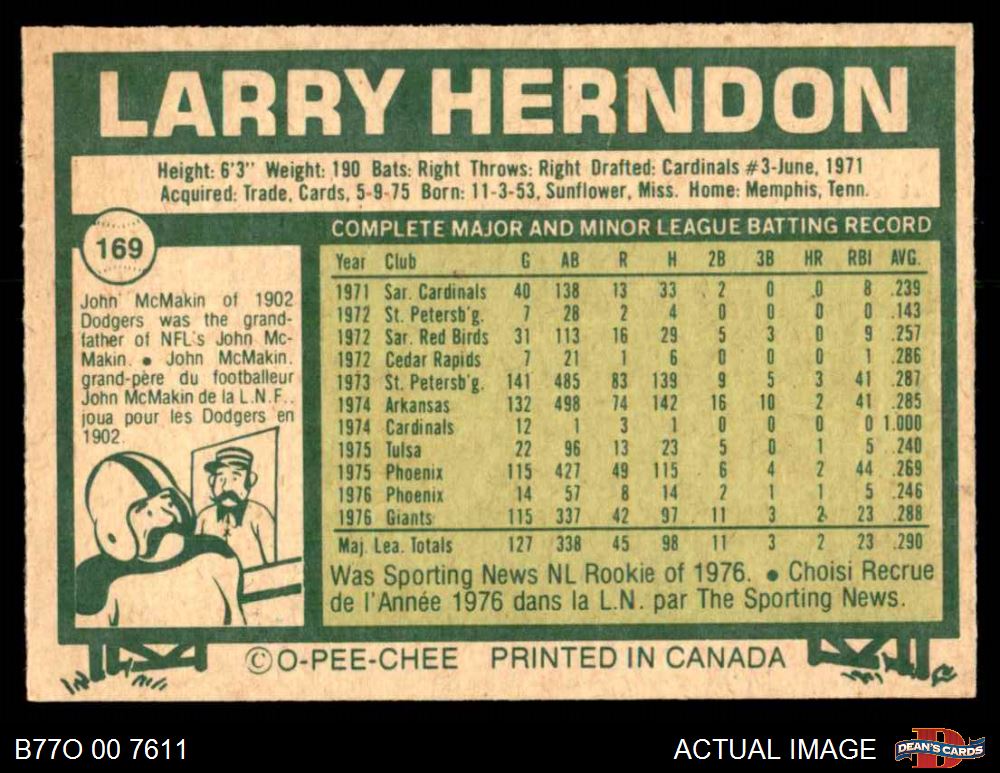 LARRY HERNDON
Height: 6'3" Weight: 190 Bats: Right Throws: Right Drafted: Cardinals #3-June, 1971
Acquired: Trade, Cards, 5-9-75 Born: 11-3-53, Sunflower, Miss. Home: Memphis, Tenn.
169
John McMakin of 1902
Dodgers was the grand-
father of NFL's John Mc-
Makin. • John McMakin.
grand-père du footballeur
John McMakin de la L.N.F..
joua pour les Dodgers en
1902.
COMPLETE MAJOR AND MINOR LEAGUE BATTING RECORD
Year Club G AB R H 2B 3B HR RBI AVG.
1971 Sar. Cardinals 40 138 13 33 2 0 0 8 .239
1972 St. Petersb'g. 7 28 2 4 0 0 0 0 .143
1972 Sar. Red Birds 31 113 16 29 5 3 0 9 .257
1972 Cedar Rapids 7 21 1 6 0 0 0 1 .286
1973 St. Petersb'g. 141 485 83 139 9 5 3 41 .287
1974 Arkansas 132 498 74 142 16 10 2 41 .285
1974 Cardinals 12 1 3 1 0 0 0 0 1.000
1975 Tulsa 22 96 13 23 5 0 1 5 .240
1975 Phoenix 115 427 49 115 6 4 2 44 .269
1976 Phoenix 14 57 8 14 2 1 1 5 .246
1976 Giants 115 337 42 97 11 3 2 23 .288
Maj. Lea. Totals 127 338 45 98 11 3 2 23 .290
Was Sporting News NL Rookie of 1976. • Choisi Recrue
de l'Année 1976 dans la L.N. par The Sporting News.
©O-PEE-CHEE PRINTED IN CANADA
B77O 00 7611
ACTUAL IMAGE
D
DEAN'S CARDS